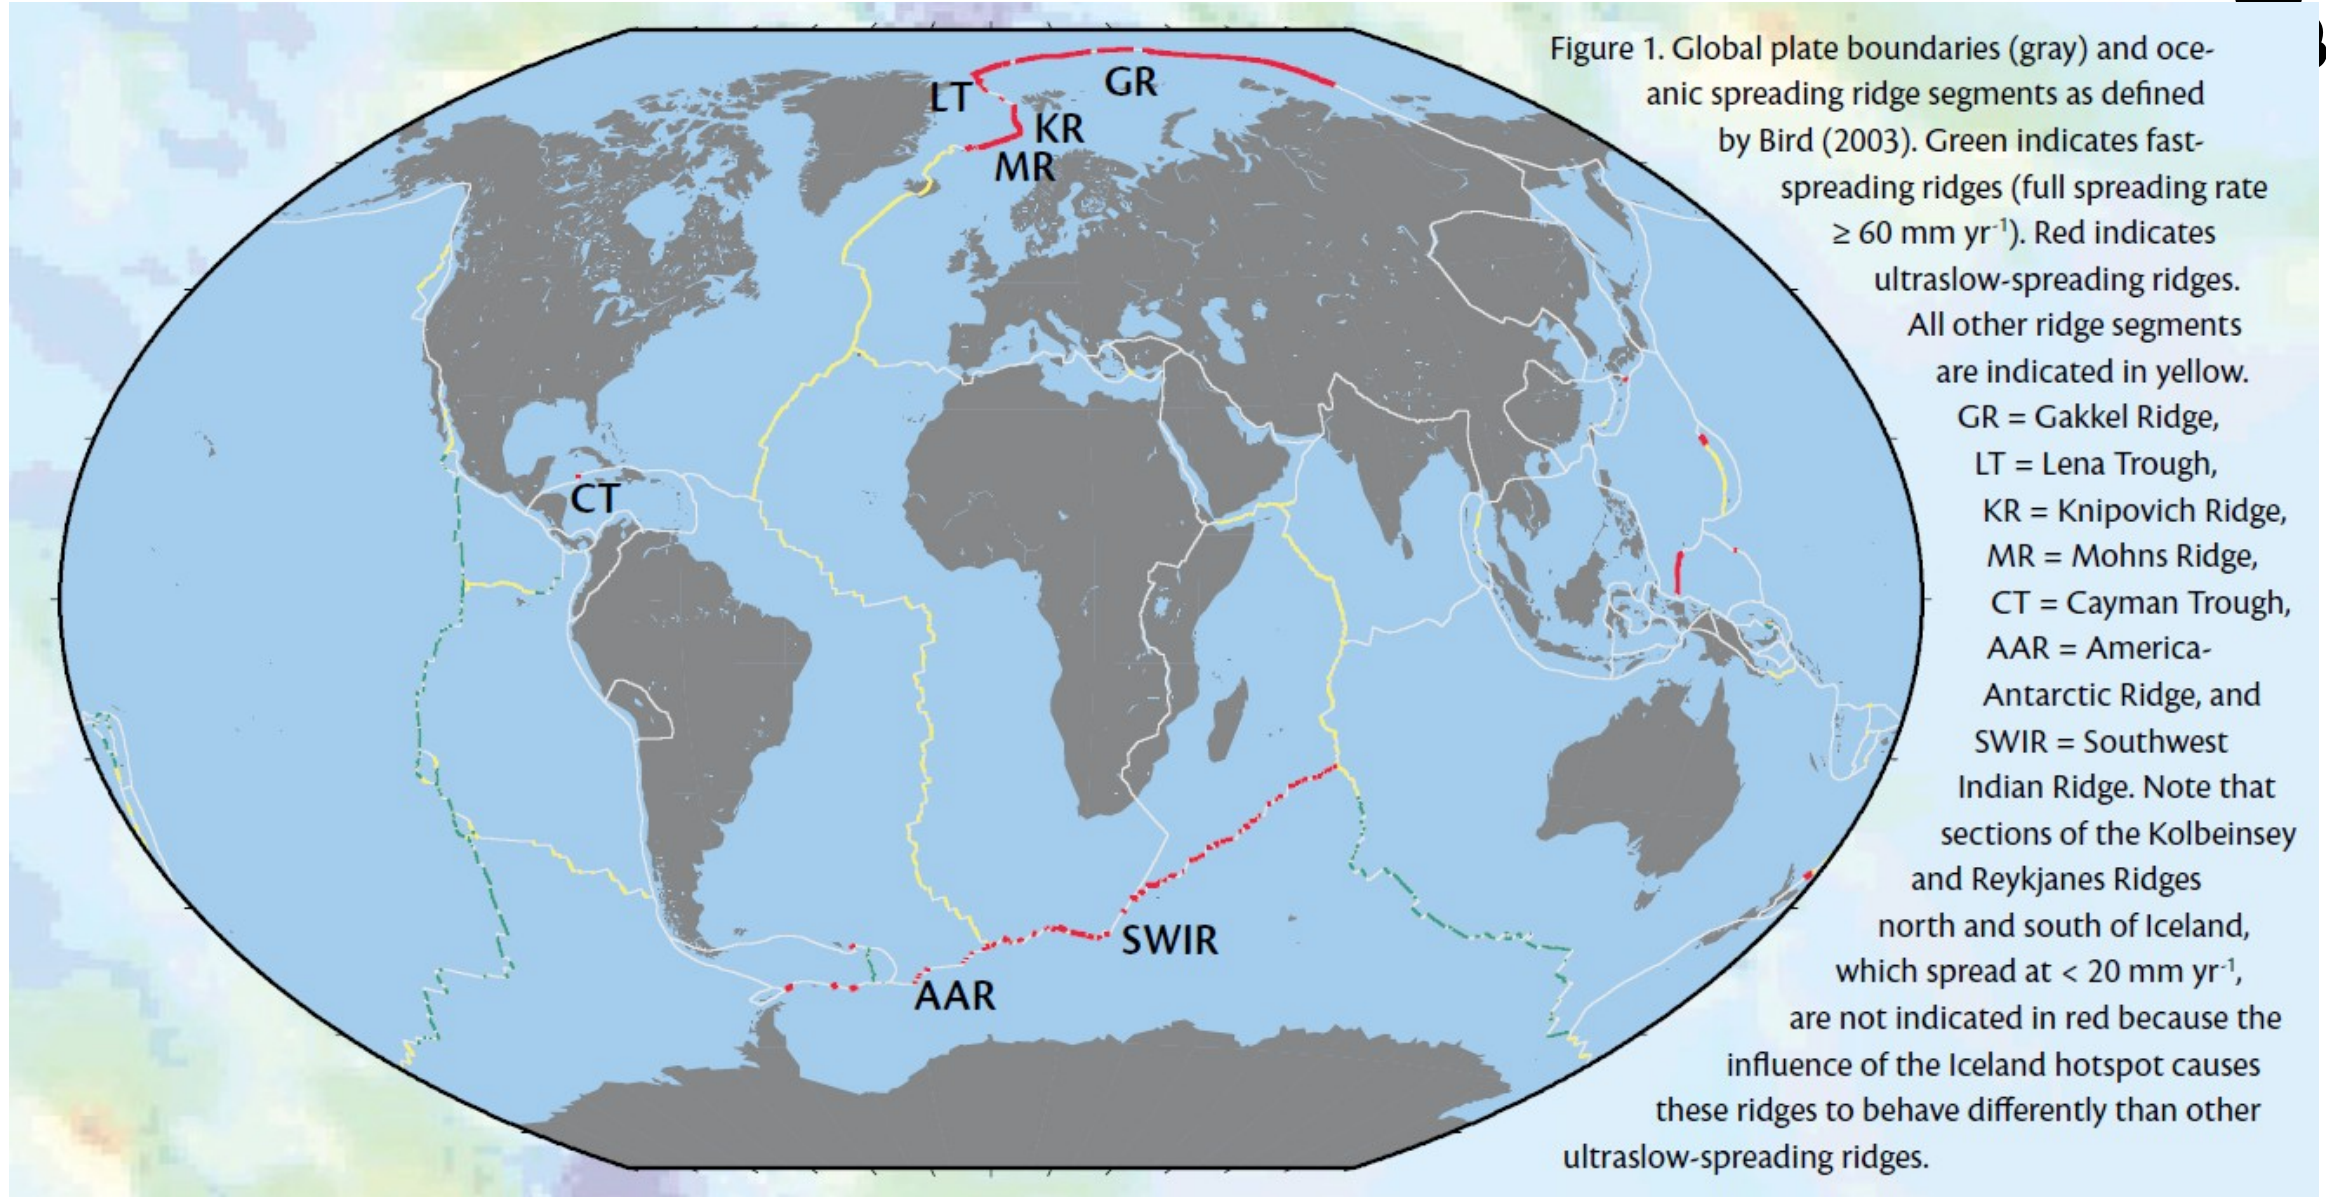 Figure 1. Global plate boundaries (gray) and oce-
anic spreading ridge segments as defined
by Bird (2003). Green indicates fast-
spreading ridges (full spreading rate
≥ 60 mm yr⁻¹). Red indicates
ultraslow-spreading ridges.
All other ridge segments
are indicated in yellow.
GR = Gakkel Ridge,
LT = Lena Trough,
KR = Knipovich Ridge,
MR = Mohns Ridge,
CT = Cayman Trough,
AAR = America-
Antarctic Ridge, and
SWIR = Southwest
Indian Ridge. Note that
sections of the Kolbeinsey
and Reykjanes Ridges
north and south of Iceland,
which spread at < 20 mm yr⁻¹,
are not indicated in red because the
influence of the Iceland hotspot causes
these ridges to behave differently than other
ultraslow-spreading ridges.
GR
LT
KR
MR
CT
SWIR
AAR